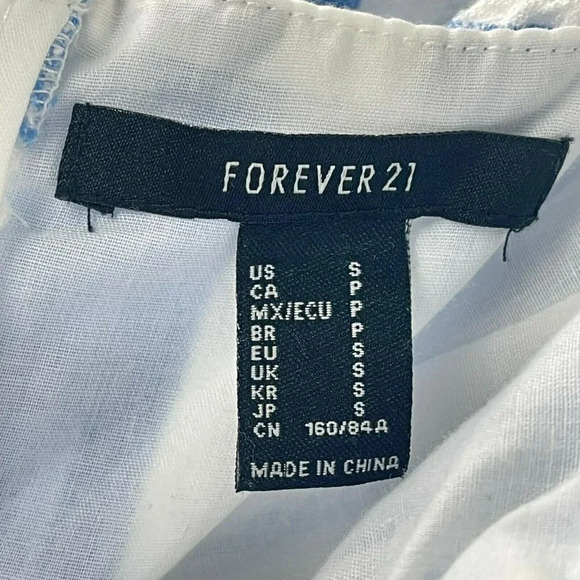 FOREVER 21
US S
CA P
MX/ECU P
BR P
EU S
UK S
KR S
JP S
CN 160/84A
MADE IN CHINA